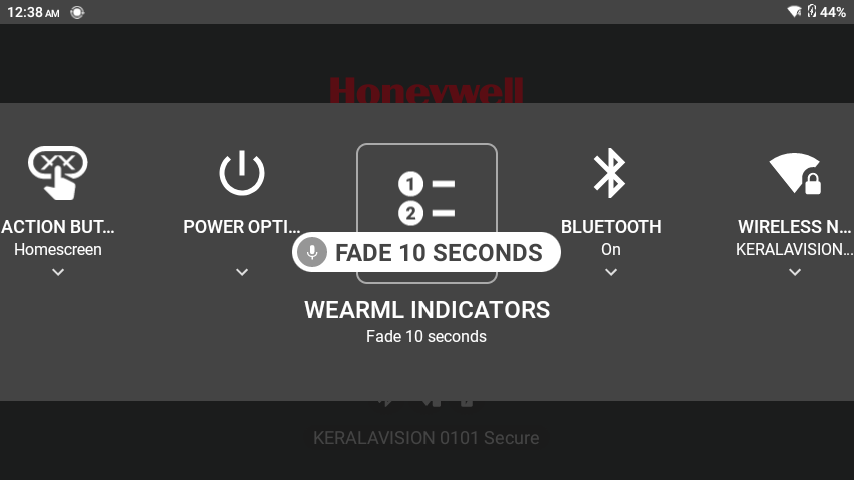 12:38 AM
44%
Honeywell
ACTION BUT...
Homescreen
POWER OPTI...
1
2
FADE 10 SECONDS
WEARML INDICATORS
Fade 10 seconds
BLUETOOTH
On
WIRELESS N...
KERALAVISION...
KERALAVISION 0101 Secure